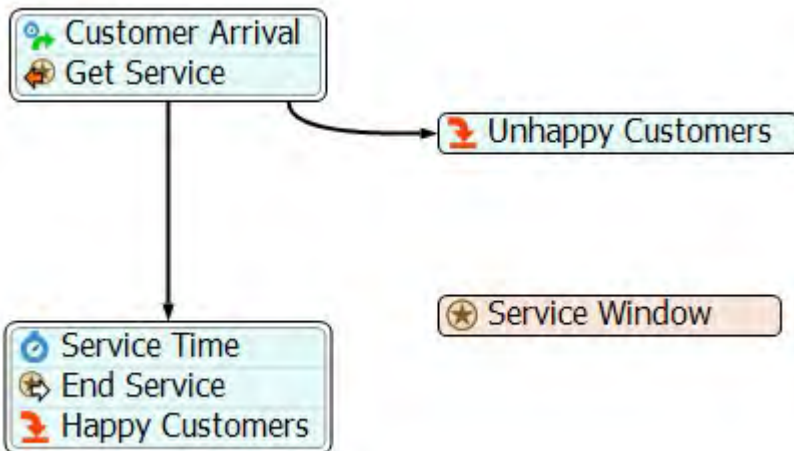 Customer Arrival
Get Service
Unhappy Customers
Service Window
Service Time
End Service
Happy Customers